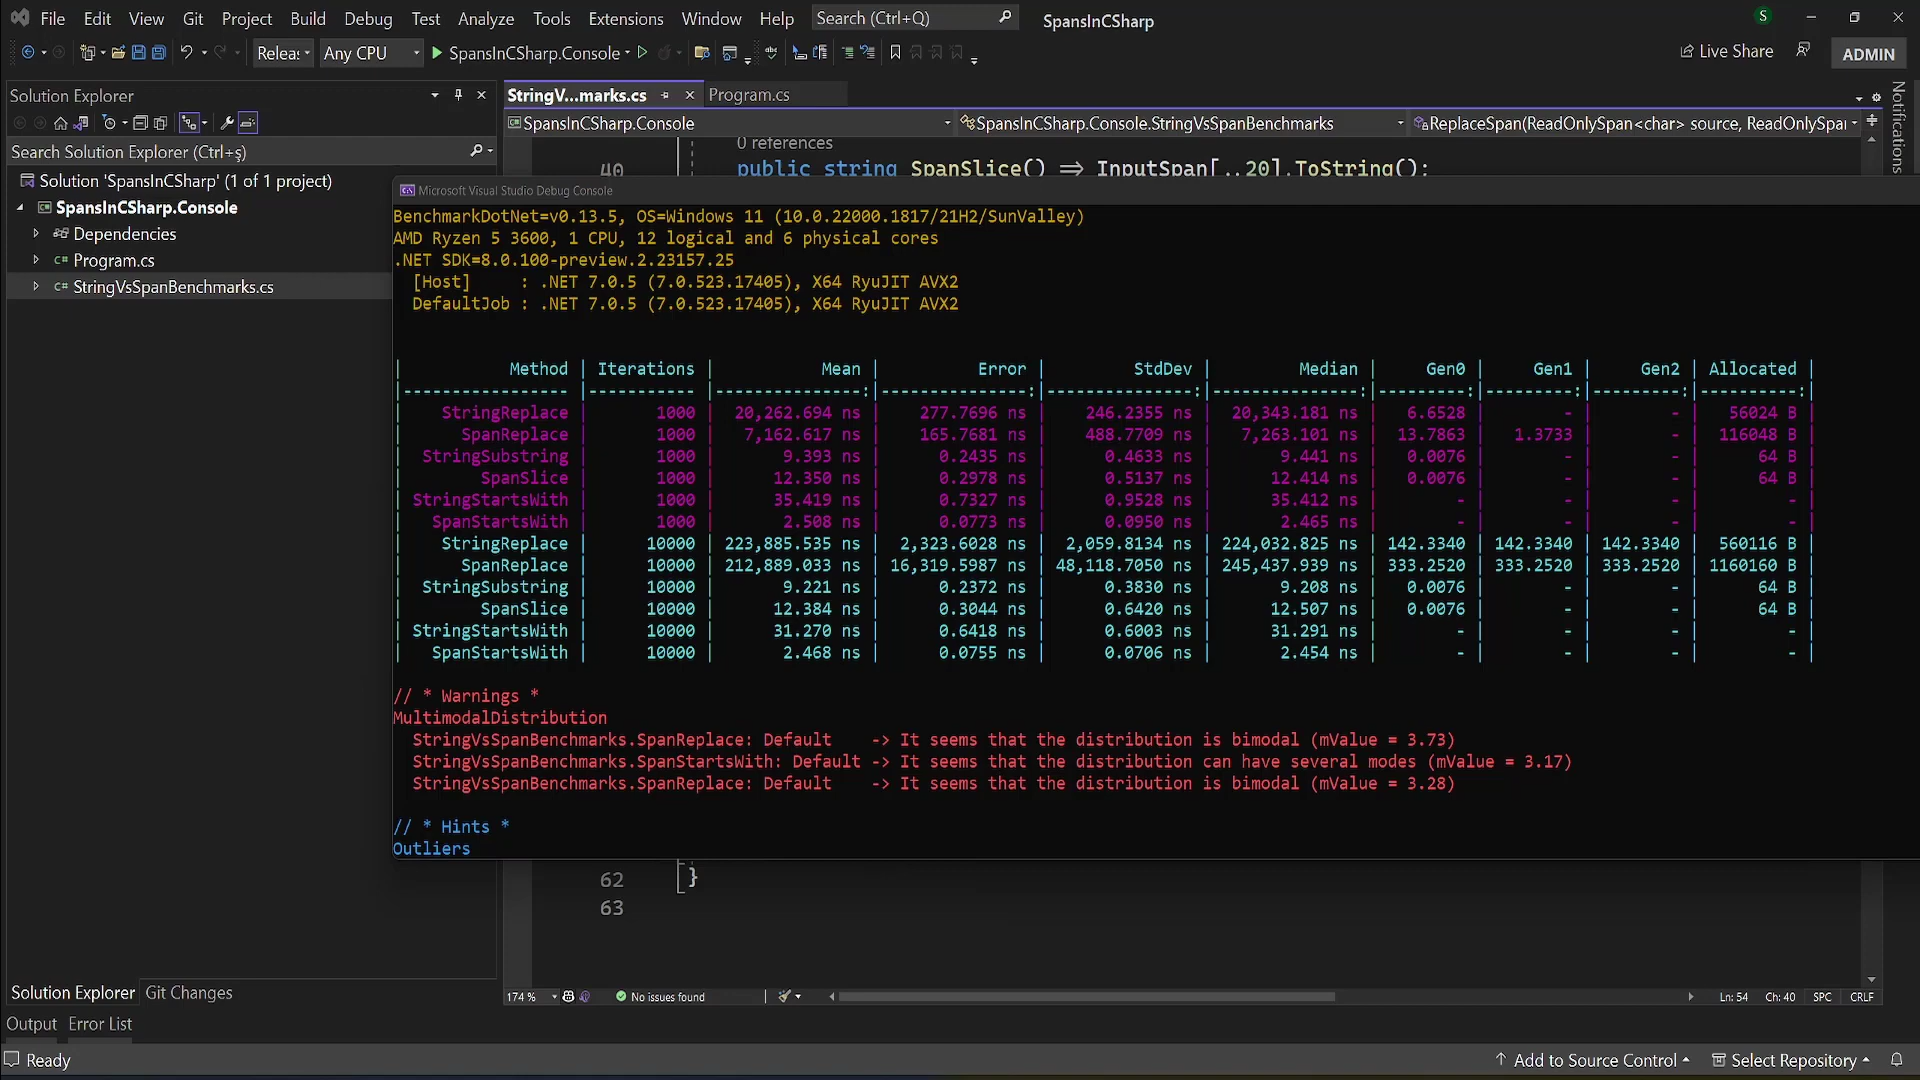 File Edit View Git Project Build Debug Test Analyze Tools Extensions Window Help Search (Ctrl+Q) SpansInCSharp S
Releas Any CPU SpansInCSharp.Console Live Share ADMIN
Solution Explorer
Search Solution Explorer (Ctrl+ş)
Solution 'SpansInCSharp' (1 of 1 project)
SpansInCSharp.Console
Dependencies
C# Program.cs
C# StringVsSpanBenchmarks.cs
StringV...marks.cs Program.cs
SpansInCSharp.Console SpansInCSharp.Console.StringVsSpanBenchmarks ReplaceSpan(ReadOnlySpan<char> source, ReadOnlySpa
Notifications
0 references
40 public string SpanSlice() => InputSpan[..20].ToString();
Microsoft Visual Studio Debug Console
BenchmarkDotNet=v0.13.5, OS=Windows 11 (10.0.22000.1817/21H2/SunValley)
AMD Ryzen 5 3600, 1 CPU, 12 logical and 6 physical cores
.NET SDK=8.0.100-preview.2.23157.25
[Host] : .NET 7.0.5 (7.0.523.17405), X64 RyuJIT AVX2
DefaultJob : .NET 7.0.5 (7.0.523.17405), X64 RyuJIT AVX2
| Method | Iterations | Mean | Error | StdDev | Median | Gen0 | Gen1 | Gen2 | Allocated |
|----------------- |----------- |---------------:|---------------:|---------------:|---------------:|---------:|---------:|---------:|----------:|
| StringReplace | 1000 | 20,262.694 ns | 277.7696 ns | 246.2355 ns | 20,343.181 ns | 6.6528 | - | - | 56024 B |
| SpanReplace | 1000 | 7,162.617 ns | 165.7681 ns | 488.7709 ns | 7,263.101 ns | 13.7863 | 1.3733 | - | 116048 B |
| StringSubstring | 1000 | 9.393 ns | 0.2435 ns | 0.4633 ns | 9.441 ns | 0.0076 | - | - | 64 B |
| SpanSlice | 1000 | 12.350 ns | 0.2978 ns | 0.5137 ns | 12.414 ns | 0.0076 | - | - | 64 B |
| StringStartsWith | 1000 | 35.419 ns | 0.7327 ns | 0.9528 ns | 35.412 ns | - | - | - | - |
| SpanStartsWith | 1000 | 2.508 ns | 0.0773 ns | 0.0950 ns | 2.465 ns | - | - | - | - |
| StringReplace | 10000 | 223,885.535 ns | 2,323.6028 ns | 2,059.8134 ns | 224,032.825 ns | 142.3340 | 142.3340 | 142.3340 | 560116 B |
| SpanReplace | 10000 | 212,889.033 ns | 16,319.5987 ns | 48,118.7050 ns | 245,437.939 ns | 333.2520 | 333.2520 | 333.2520 | 1160160 B |
| StringSubstring | 10000 | 9.221 ns | 0.2372 ns | 0.3830 ns | 9.208 ns | 0.0076 | - | - | 64 B |
| SpanSlice | 10000 | 12.384 ns | 0.3044 ns | 0.6420 ns | 12.507 ns | 0.0076 | - | - | 64 B |
| StringStartsWith | 10000 | 31.270 ns | 0.6418 ns | 0.6003 ns | 31.291 ns | - | - | - | - |
| SpanStartsWith | 10000 | 2.468 ns | 0.0755 ns | 0.0706 ns | 2.454 ns | - | - | - | - |
// * Warnings *
MultimodalDistribution
StringVsSpanBenchmarks.SpanReplace: Default -> It seems that the distribution is bimodal (mValue = 3.73)
StringVsSpanBenchmarks.SpanStartsWith: Default -> It seems that the distribution can have several modes (mValue = 3.17)
StringVsSpanBenchmarks.SpanReplace: Default -> It seems that the distribution is bimodal (mValue = 3.28)
// * Hints *
Outliers
62 }
63
Solution Explorer Git Changes
174 % No issues found Ln: 54 Ch: 40 SPC CRLF
Output Error List
Ready Add to Source Control Select Repository